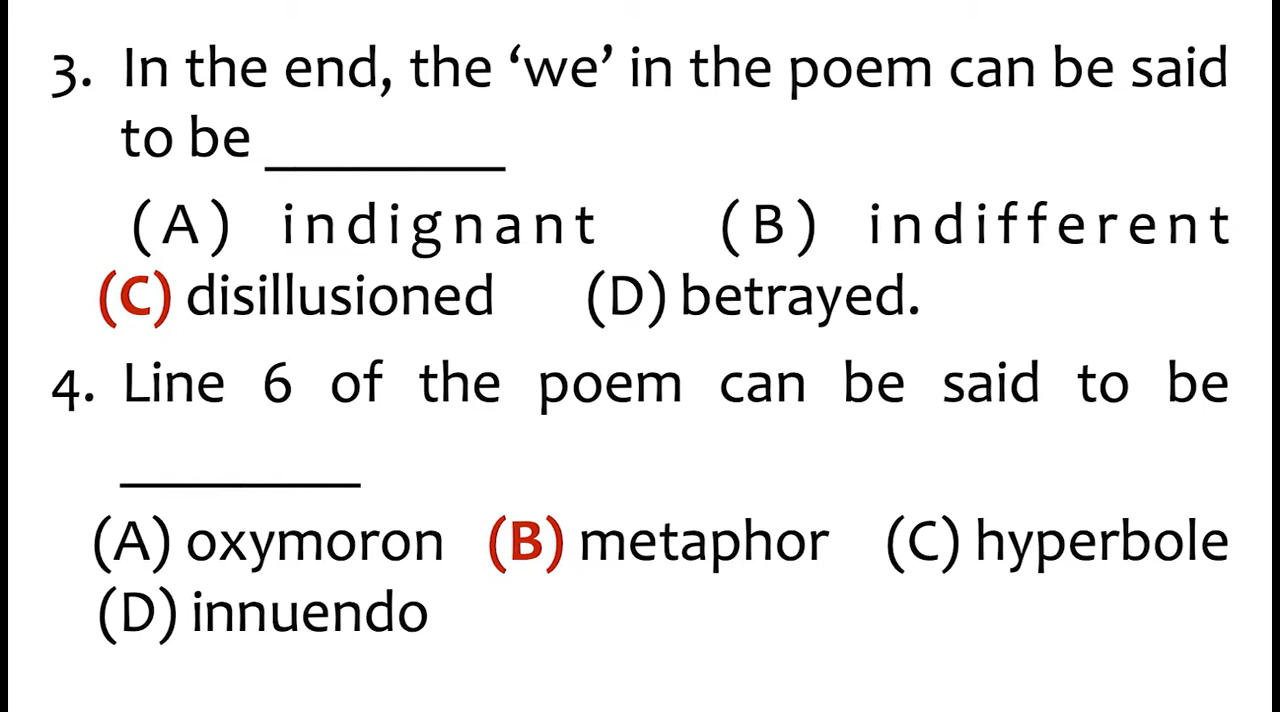 3. In the end, the ‘we’ in the poem can be said
to be ________
(A) indignant (B) indifferent
(C) disillusioned (D) betrayed.
4. Line 6 of the poem can be said to be
________
(A) oxymoron (B) metaphor (C) hyperbole
(D) innuendo